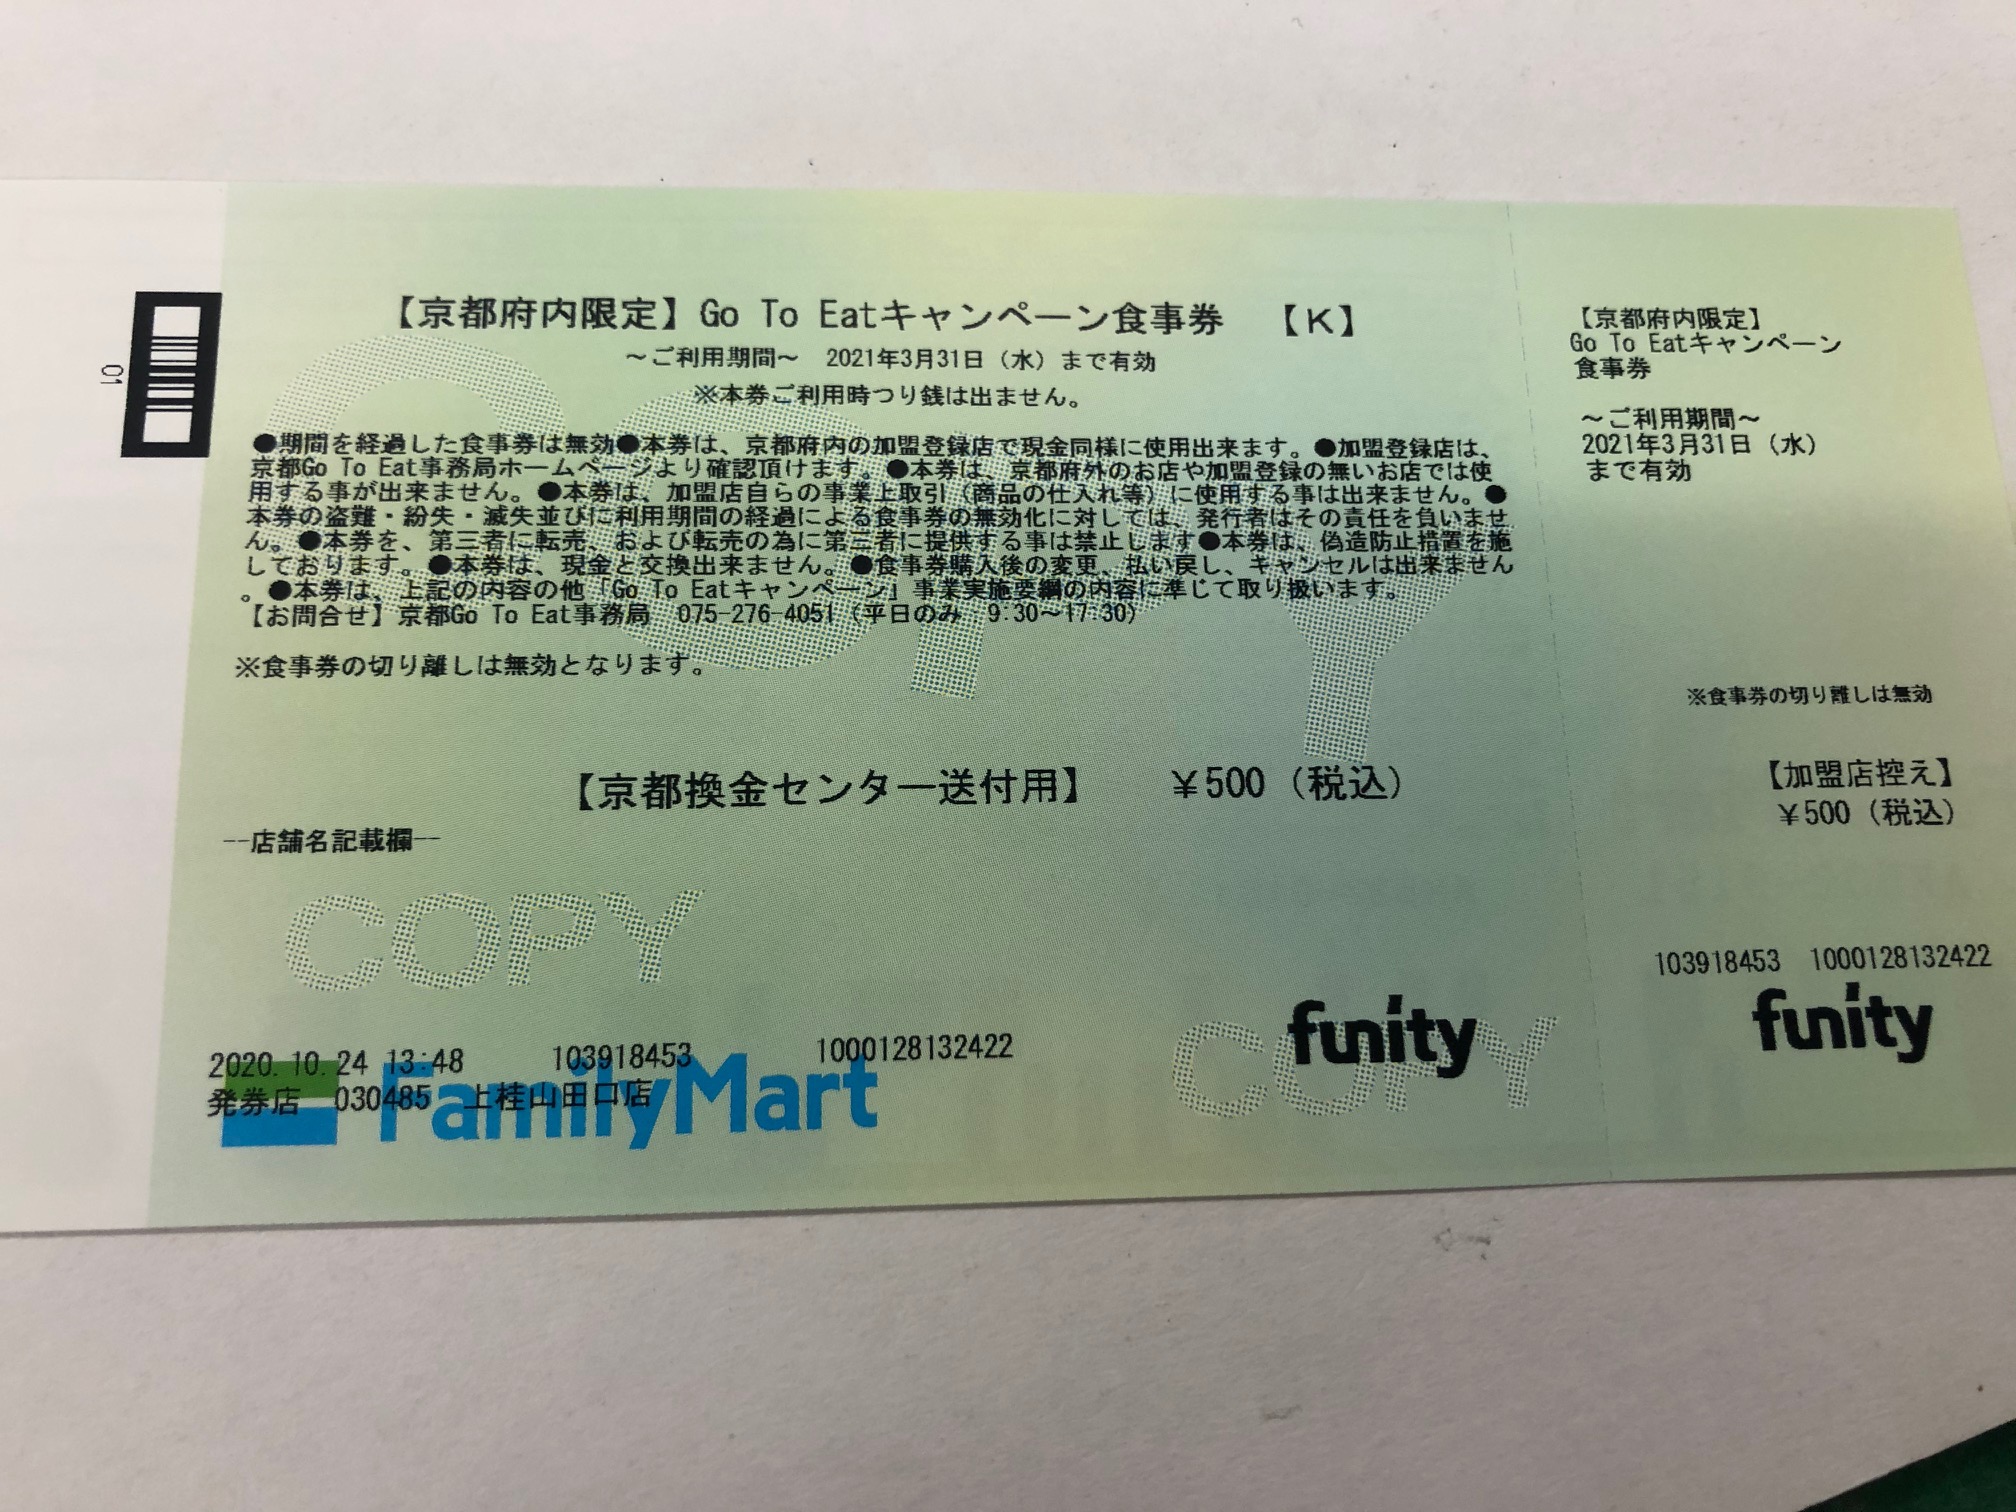 【京都府内限定】Go To Eatキャンペーン食事券 【K】
～ご利用期間～ 2021年3月31日（水）まで有効
※本券ご利用時つり銭は出ません。
●期間を経過した食事券は無効●本券は、京都府内の加盟登録店で現金同様に使用出来ます。●加盟登録店は、
京都Go To Eat事務局ホームページより確認頂けます。●本券は、京都府外のお店や加盟登録の無いお店では使
用する事が出来ません。●本券は、加盟店自らの事業上取引（商品の仕入れ等）に使用する事は出来ません。●
本券の盗難・紛失・滅失並びに利用期間の経過による食事券の無効化に対しては、発行者はその責任を負いませ
ん。●本券を、第三者に転売、および転売の為に第三者に提供する事は禁止します●本券は、偽造防止措置を施
しております。●本券は、現金と交換出来ません。●食事券購入後の変更、払い戻し、キャンセルは出来ません
。●本券は、上記の内容の他「Go To Eatキャンペーン」事業実施要綱の内容に準じて取り扱います。
【お問合せ】京都Go To Eat事務局 075-276-4051（平日のみ 9:30～17:30）
※食事券の切り離しは無効となります。
【京都換金センター送付用】 ￥500（税込）
--店舗名記載欄--
COPY
COPY
COPY
2020.10.24 13:48 103918453 1000128132422
発券店 030485 上桂山田口店
FamilyMart
funity
01
【京都府内限定】
Go To Eatキャンペーン
食事券
～ご利用期間～
2021年3月31日（水）
まで有効
※食事券の切り離しは無効
【加盟店控え】
￥500（税込）
103918453 1000128132422
funity